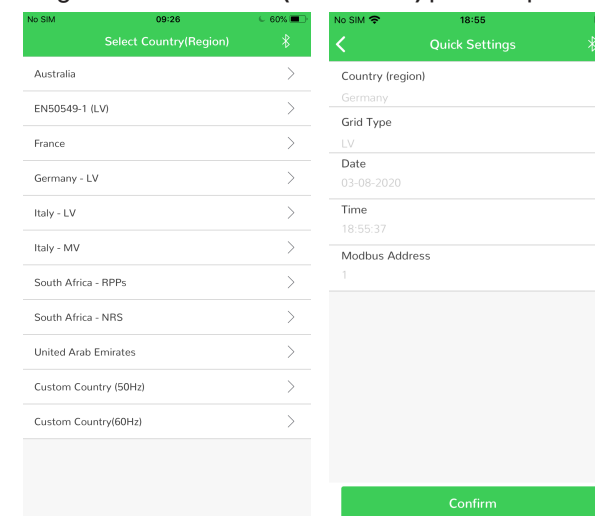 No SIM 09:26 60%
Select Country(Region)
Australia
EN50549-1 (LV)
France
Germany - LV
Italy - LV
Italy - MV
South Africa - RPPs
South Africa - NRS
United Arab Emirates
Custom Country (50Hz)
Custom Country(60Hz)
No SIM 18:55
Quick Settings
Country (region)
Germany
Grid Type
LV
Date
03-08-2020
Time
18:55:37
Modbus Address
1
Confirm